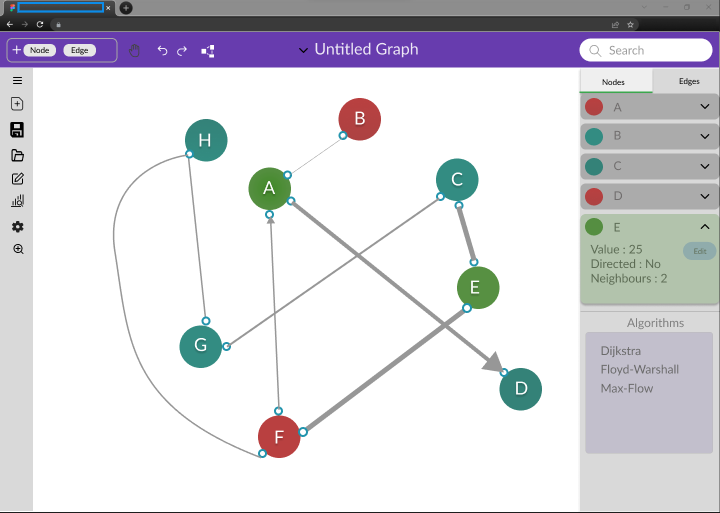 Node
Edge
Untitled Graph
Search
Nodes
Edges
A
B
C
D
E
Value : 25
Directed : No
Neighbours : 2
Edit
Algorithms
Dijkstra
Floyd-Warshall
Max-Flow
B
H
A
C
E
G
D
F